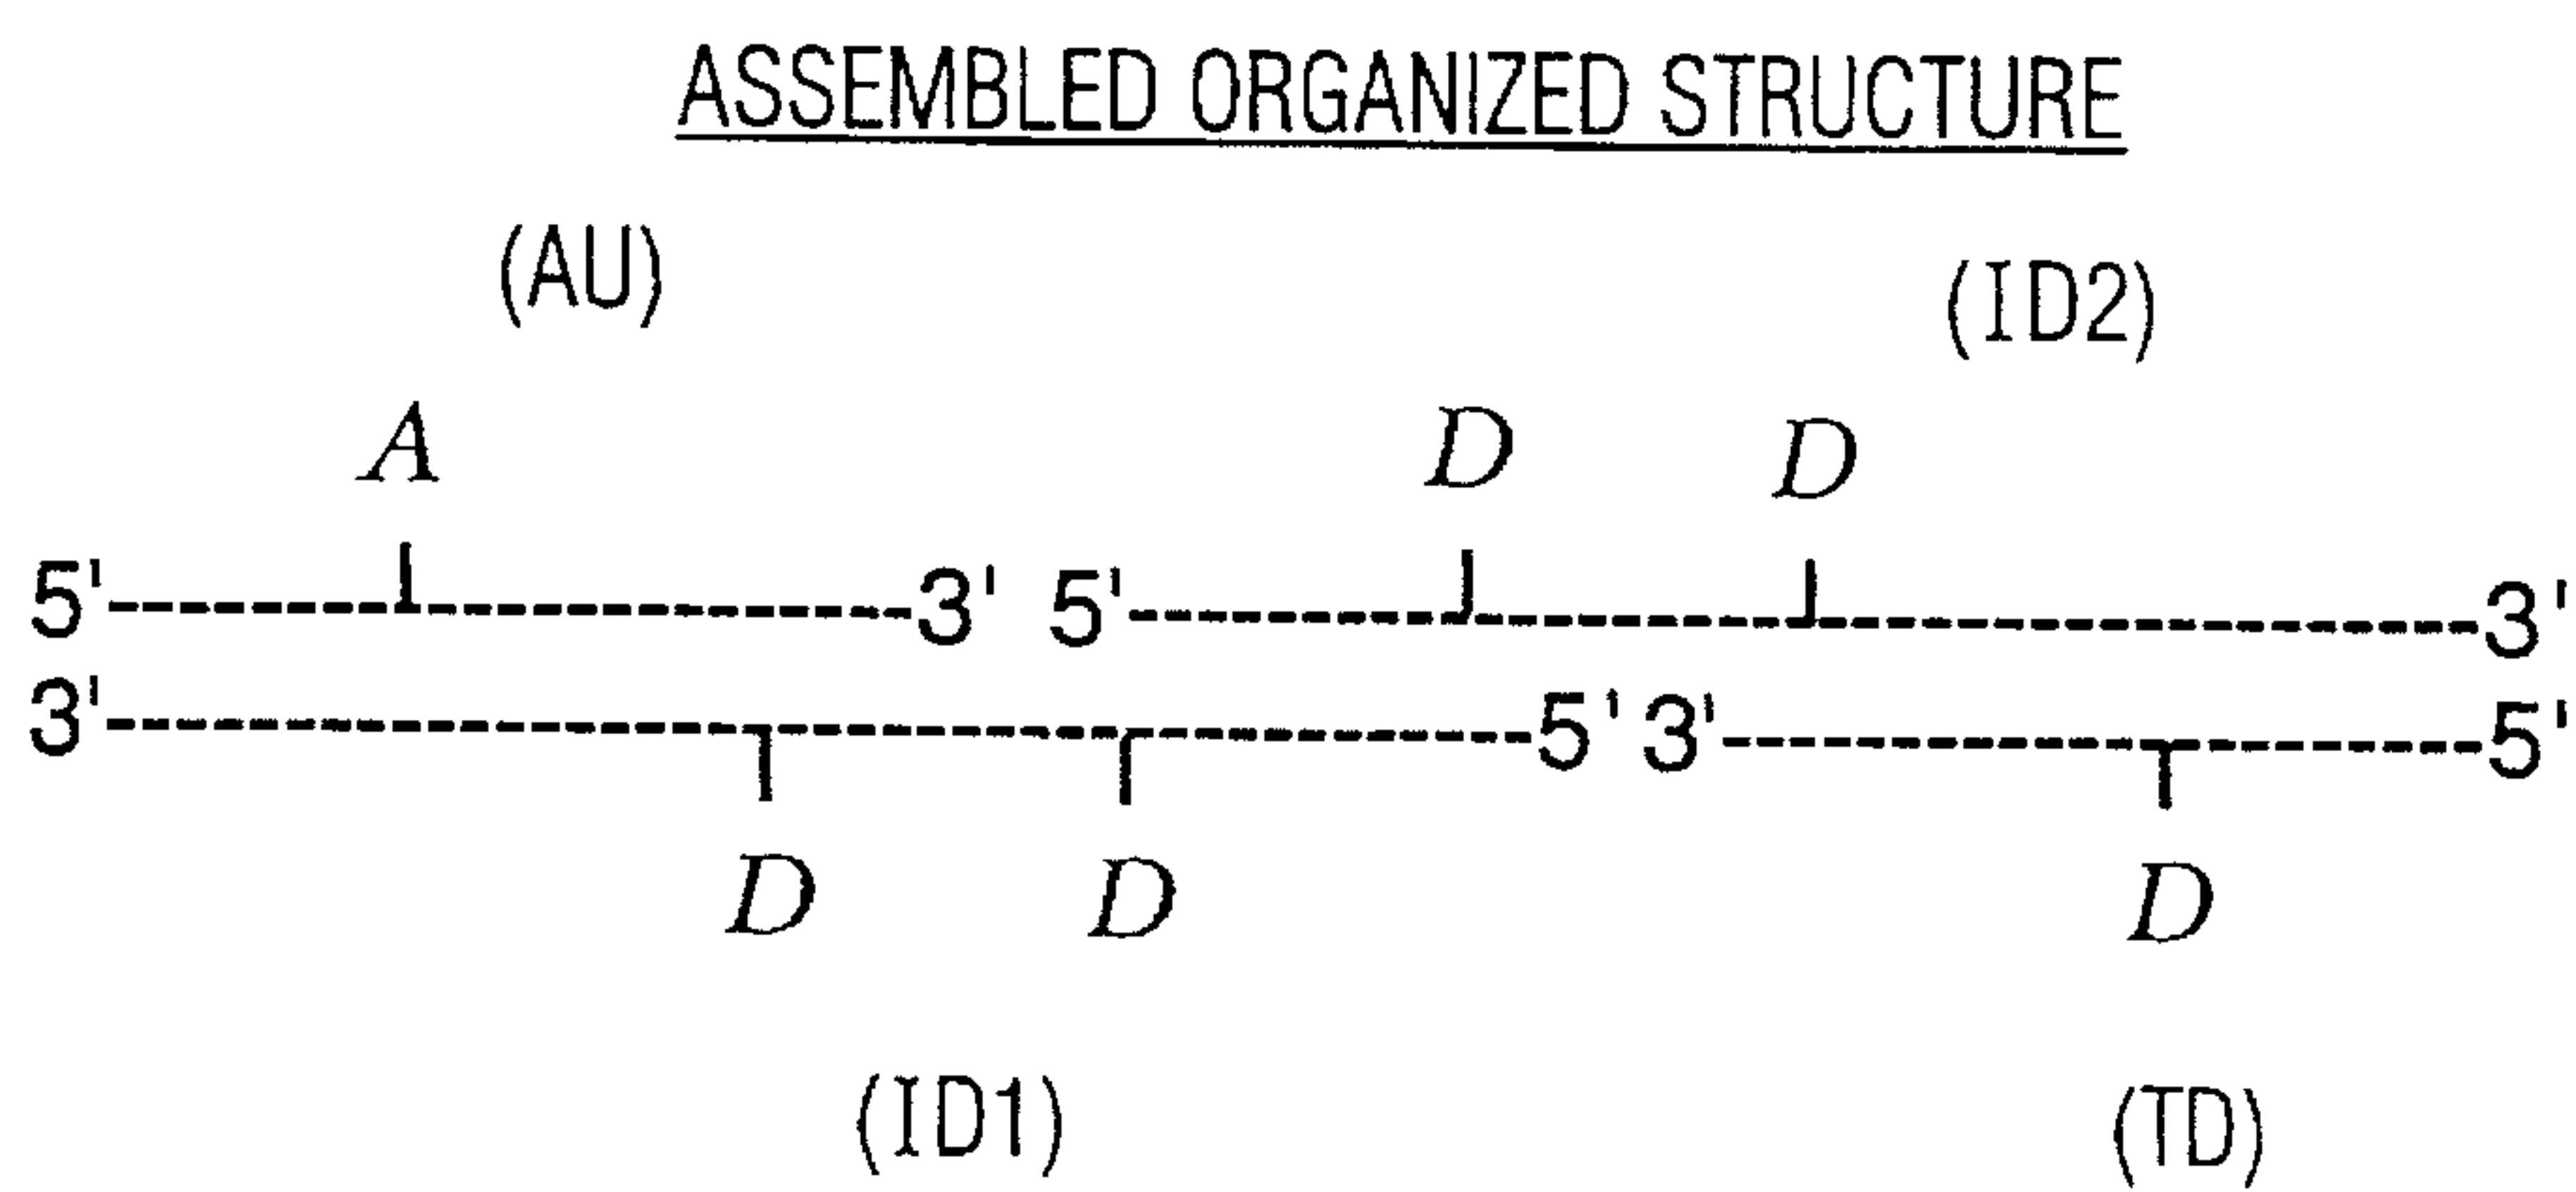 ASSEMBLED ORGANIZED STRUCTURE
(AU) (ID2)
A D D
5' 3' 5' 3'
3' 5' 3' 5'
D D D
(ID1) (TD)